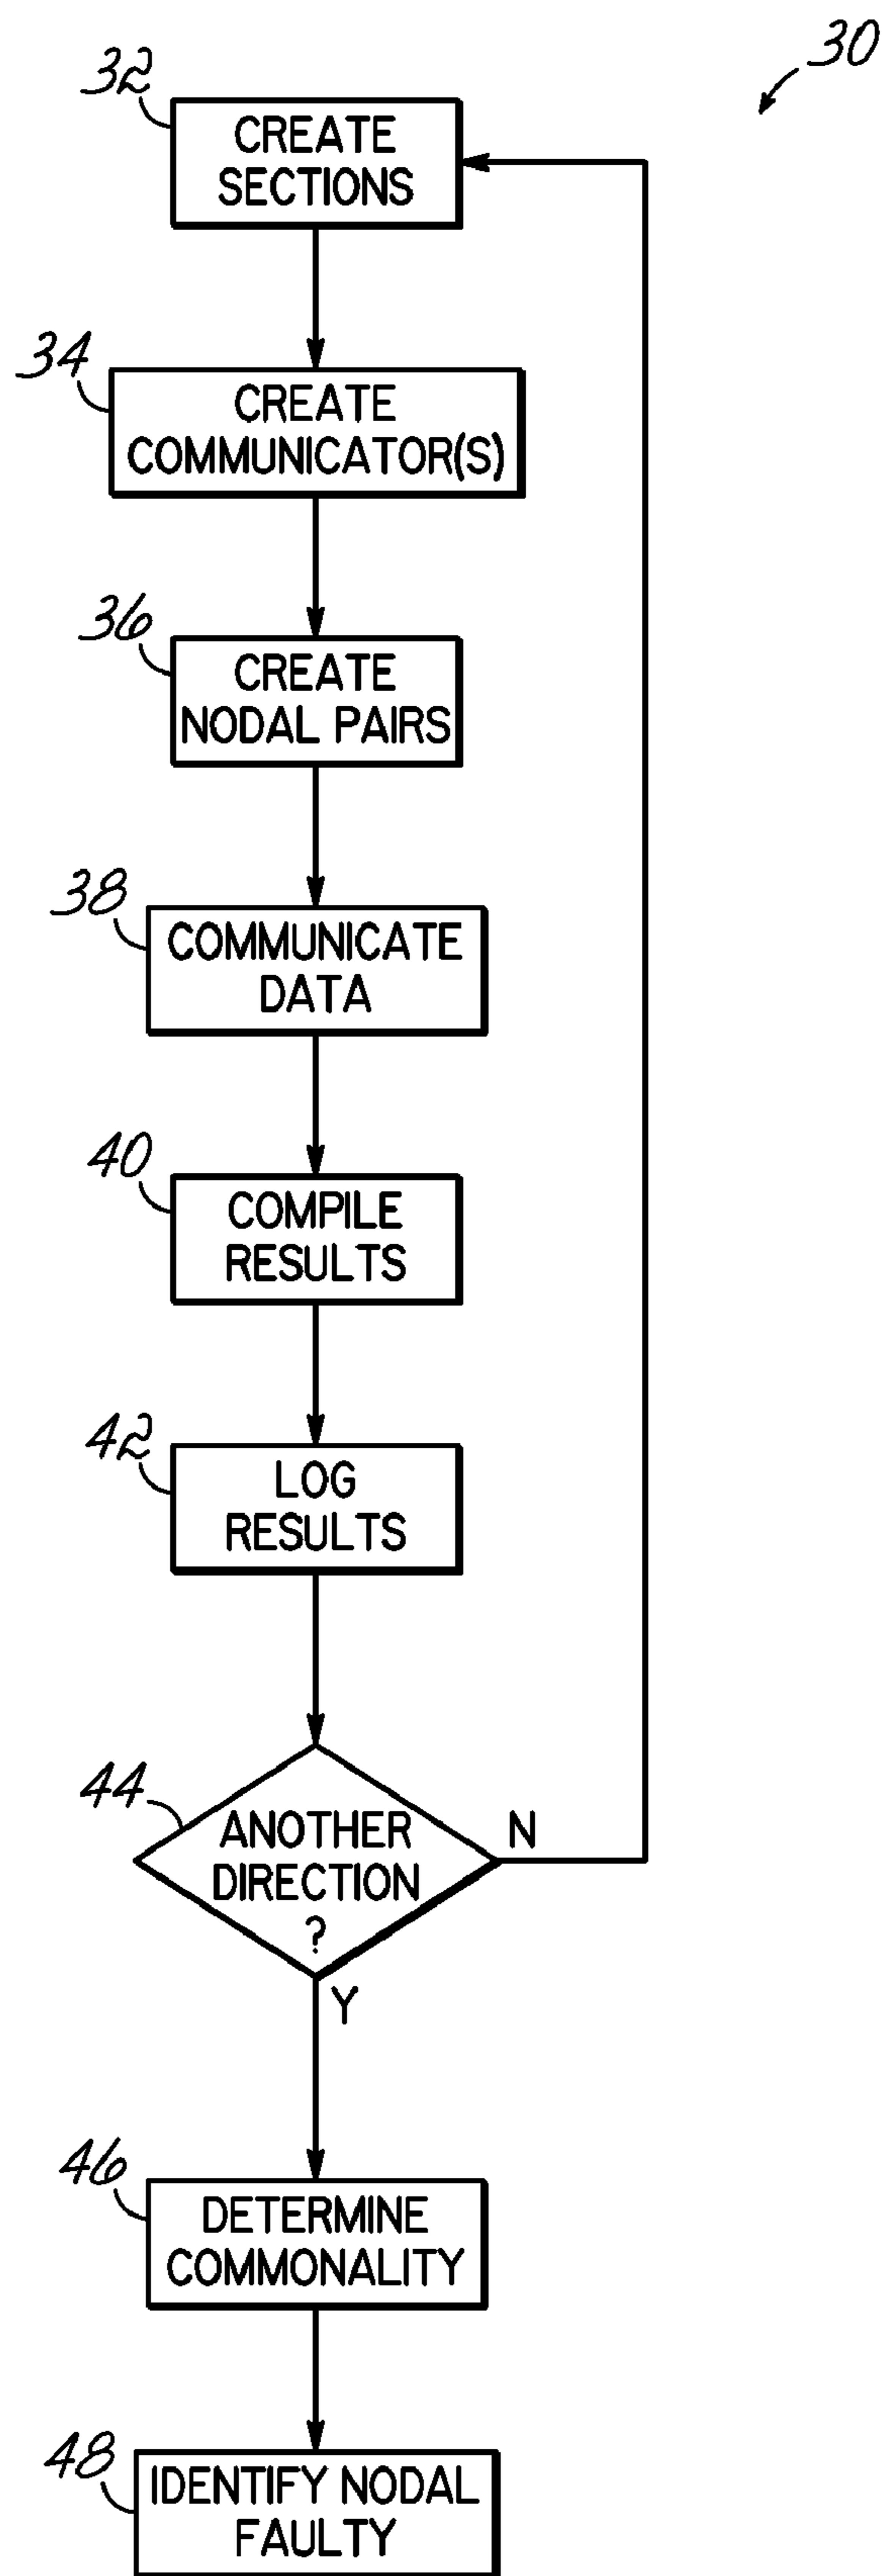 30
32
CREATE
SECTIONS
34
CREATE
COMMUNICATOR(S)
36
CREATE
NODAL PAIRS
38
COMMUNICATE
DATA
40
COMPILE
RESULTS
42
LOG
RESULTS
44
ANOTHER
DIRECTION
?
N
Y
46
DETERMINE
COMMONALITY
48
IDENTIFY NODAL
FAULTY